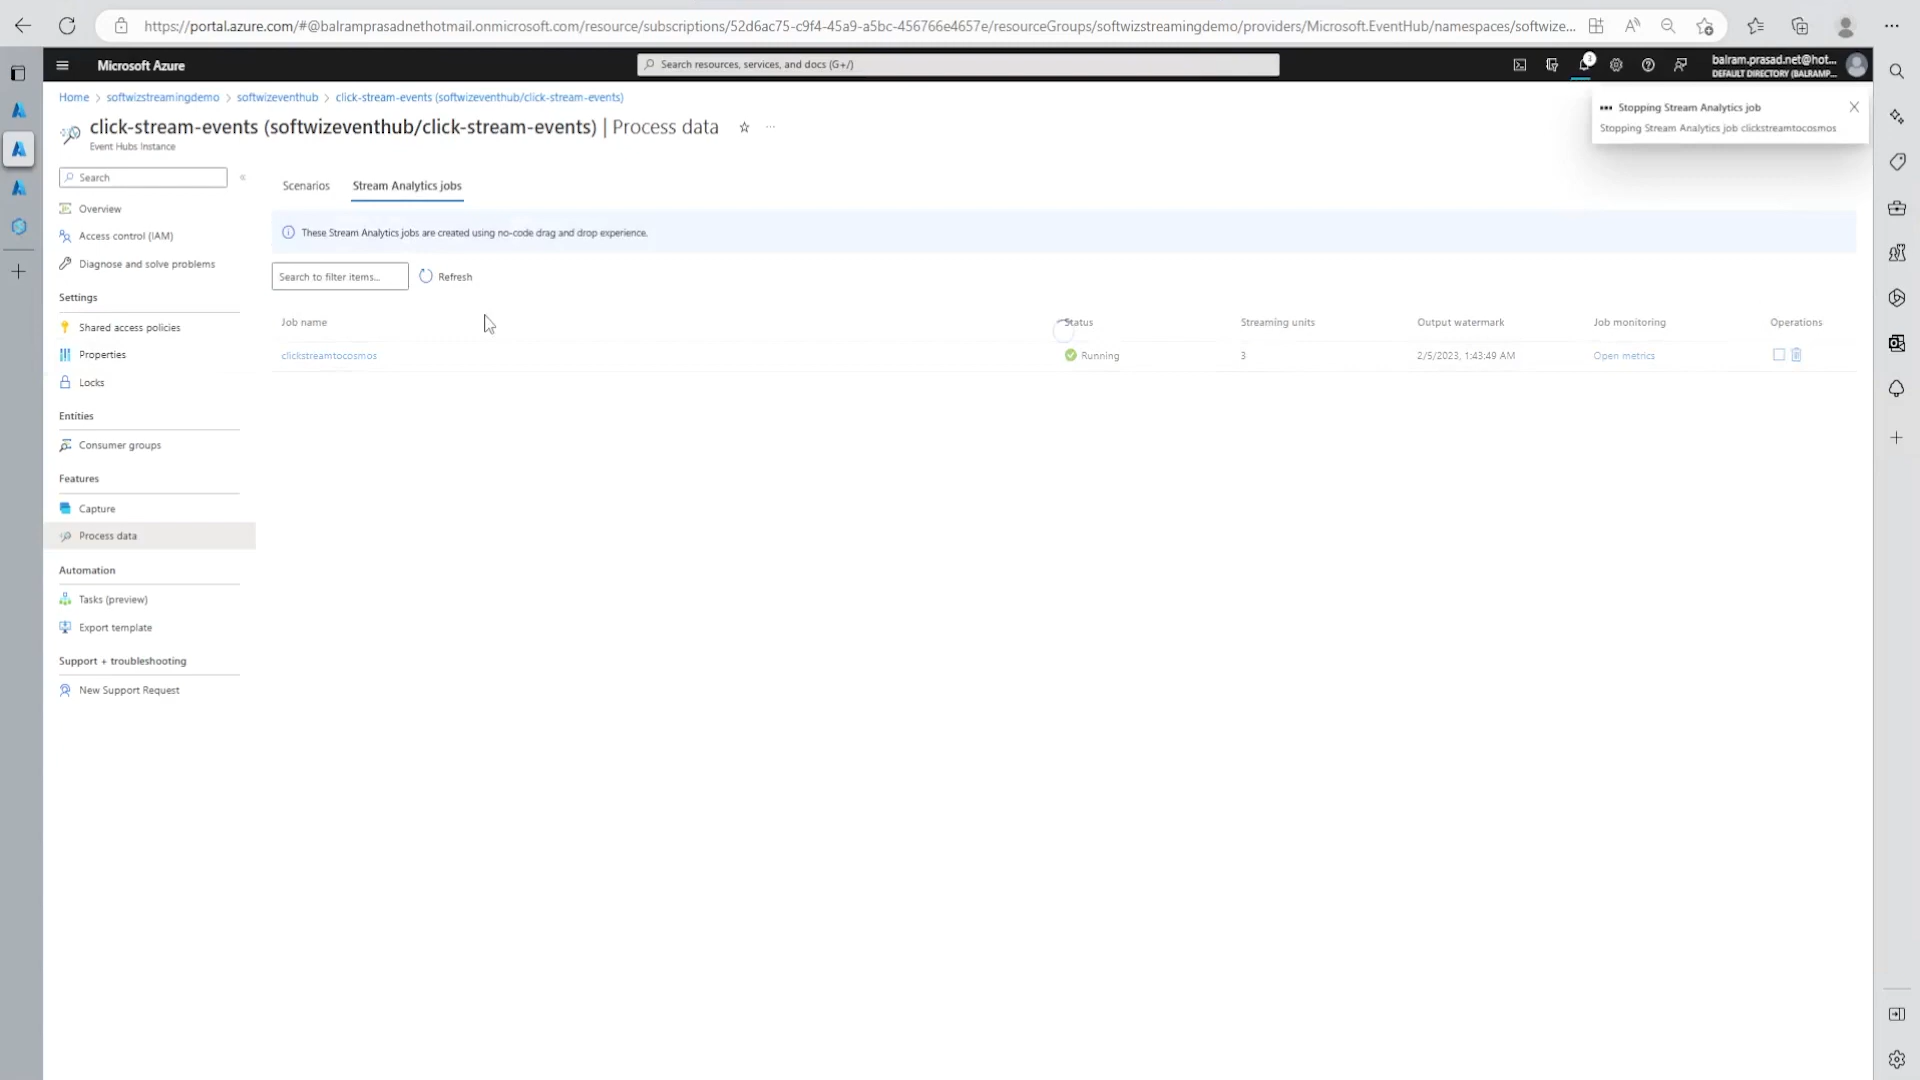 https://portal.azure.com/#@balramprasadnethotmail.onmicrosoft.com/resource/subscriptions/52d6ac75-c9f4-45a9-a5bc-456766e4657e/resourceGroups/softwizstreamingdemo/providers/Microsoft.EventHub/namespaces/softwize...
Microsoft Azure
Search resources, services, and docs (G+/)
1
balram.prasad.net@hot...
DEFAULT DIRECTORY (BALRAMP...
Home > softwizstreamingdemo > softwizeventhub > click-stream-events (softwizeventhub/click-stream-events)
click-stream-events (softwizeventhub/click-stream-events) | Process data
Event Hubs Instance
Stopping Stream Analytics job
Stopping Stream Analytics job clickstreamtocosmos
Search
Overview
Access control (IAM)
Diagnose and solve problems
Settings
Shared access policies
Properties
Locks
Entities
Consumer groups
Features
Capture
Process data
Automation
Tasks (preview)
Export template
Support + troubleshooting
New Support Request
Scenarios
Stream Analytics jobs
These Stream Analytics jobs are created using no-code drag and drop experience.
Search to filter items...
Refresh
Job name Status Streaming units Output watermark Job monitoring Operations
clickstreamtocosmos Running 3 2/5/2023, 1:43:49 AM Open metrics